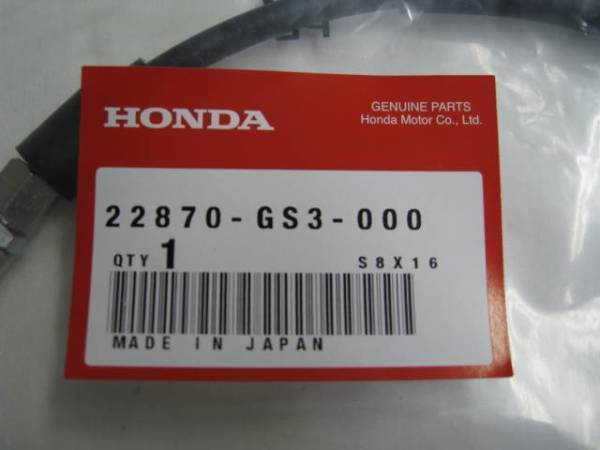 HONDA
GENUINE PARTS
Honda Motor Co., Ltd.
22870-GS3-000
QTY 1 S8X16
MADE IN JAPAN